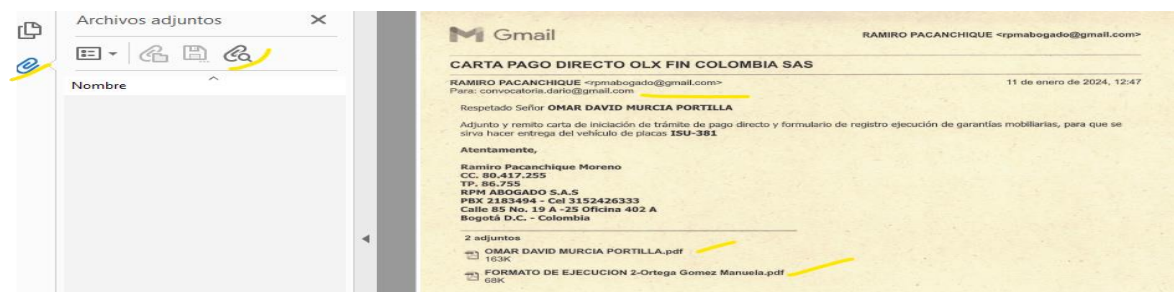 Archivos adjuntos
Nombre
Gmail
RAMIRO PACANCHIQUE <rpmabogado@gmail.com>
CARTA PAGO DIRECTO OLX FIN COLOMBIA SAS
RAMIRO PACANCHIQUE <rpmabogado@gmail.com>
11 de enero de 2024, 12:47
Para: convocatoria.dario@gmail.com
Respetado Señor OMAR DAVID MURCIA PORTILLA
Adjunto y remito carta de iniciación de trámite de pago directo y formulario de registro ejecución de garantías mobiliarias, para que se
sirva hacer entrega del vehículo de placas ISU-381
Atentamente,
Ramiro Pacanchique Moreno
CC. 80.417.255
TP. 86.755
RPM ABOGADO S.A.S
PBX 2183494 - Cel 3152426333
Calle 85 No. 19 A -25 Oficina 402 A
Bogotá D.C. - Colombia
2 adjuntos
OMAR DAVID MURCIA PORTILLA.pdf
163K
FORMATO DE EJECUCION 2-Ortega Gomez Manuela.pdf
68K